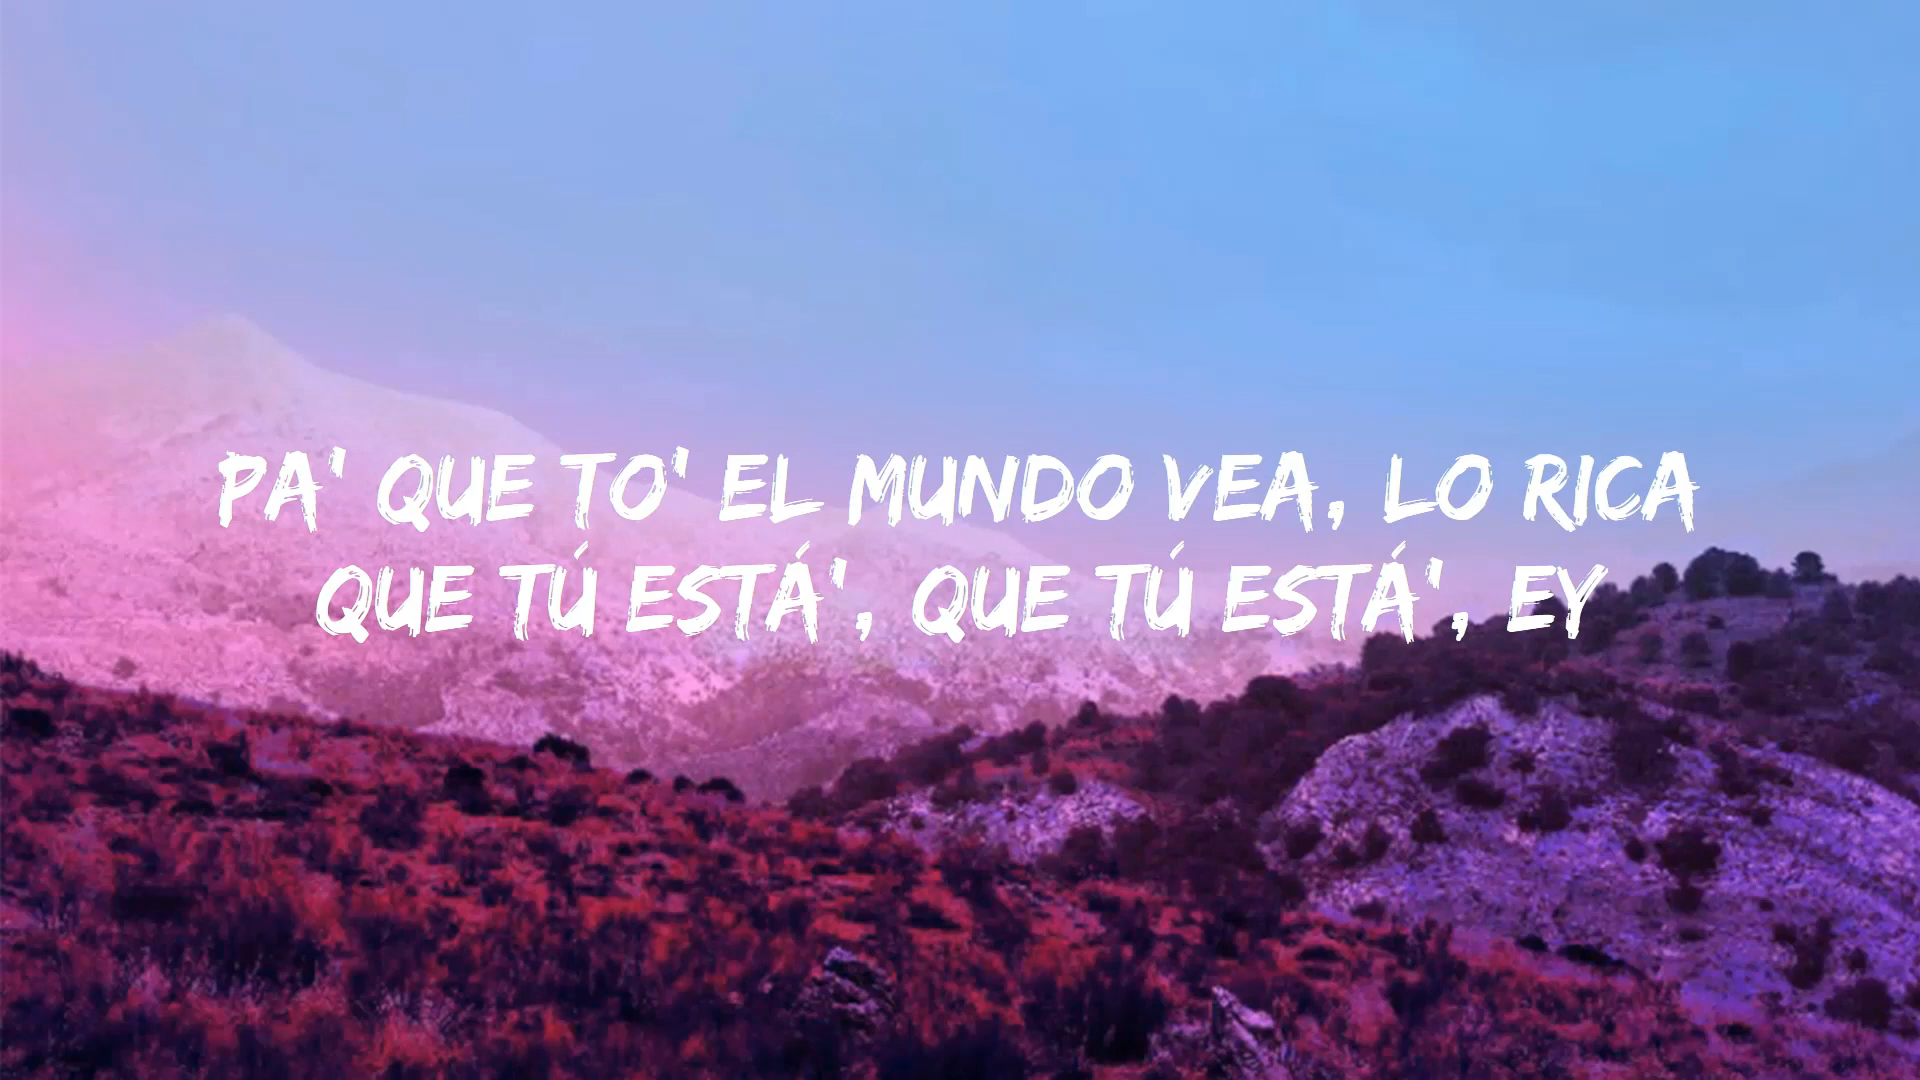 PA' QUE TO' EL MUNDO VEA, LO RICA
QUE TÚ ESTÁ', QUE TÚ ESTÁ', EY